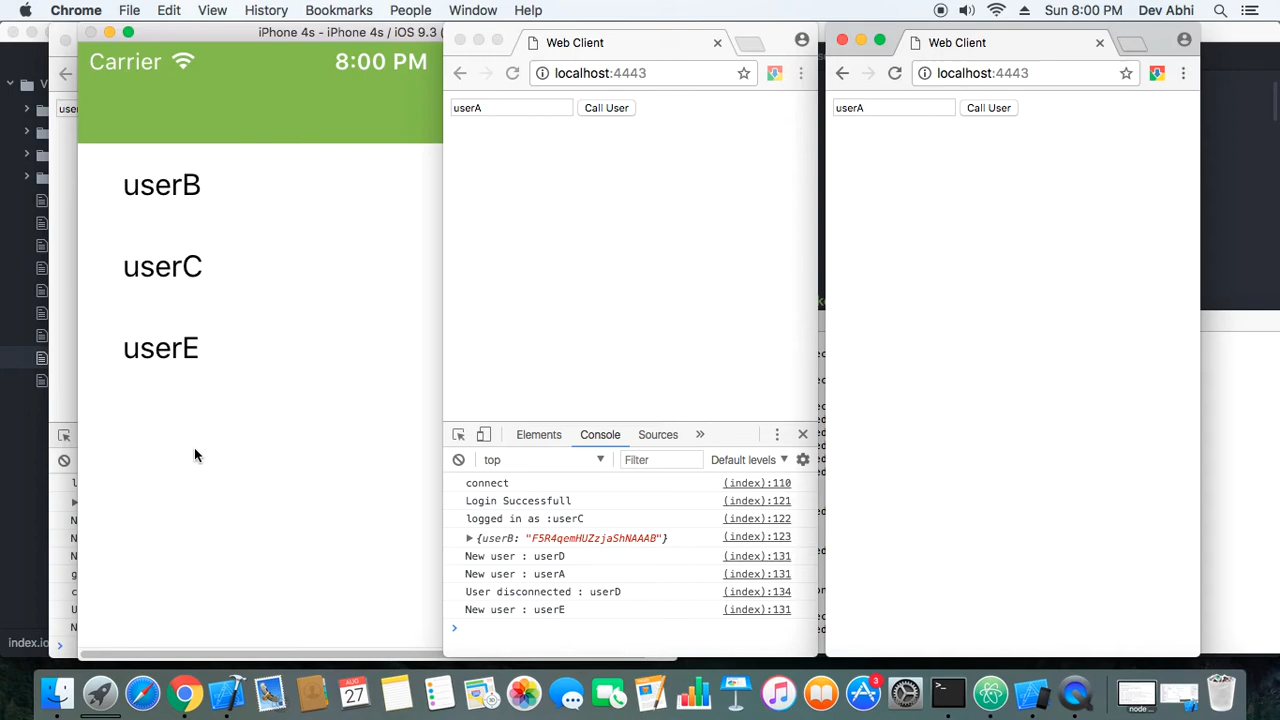 Chrome File Edit View History Bookmarks People Window Help Sun 8:00 PM Dev Abhi
iPhone 4s - iPhone 4s / iOS 9.3 (
Carrier 8:00 PM
userB
userC
userE
Web Client
localhost:4443
userA Call User
Elements Console Sources
top Filter Default levels
connect (index):110
Login Successfull (index):121
logged in as :userC (index):122
{userB: "F5R4qemHUZzjaShNAAAB"} (index):123
New user : userD (index):131
New user : userA (index):131
User disconnected : userD (index):134
New user : userE (index):131
Web Client
localhost:4443
userA Call User
index.io
AUG
27
3